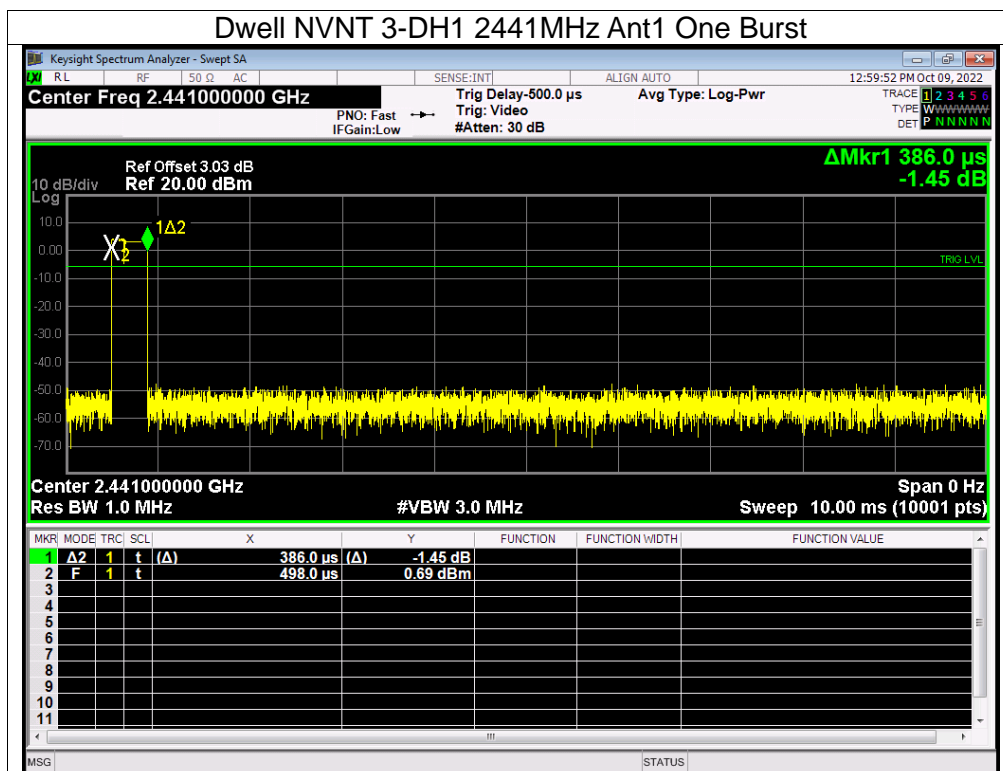 Dwell NVNT 3-DH1 2441MHz Ant1 One Burst
Keysight Spectrum Analyzer - Swept SA
LXI RL RF 50 Ω AC SENSE:INT ALIGN AUTO 12:59:52 PM Oct 09, 2022
Center Freq 2.441000000 GHz Trig Delay-500.0 µs Avg Type: Log-Pwr TRACE 1 2 3 4 5 6
PNO: Fast Trig: Video TYPE WWWWWW
IFGain:Low #Atten: 30 dB DET P N N N N N
ΔMkr1 386.0 µs
-1.45 dB
Ref Offset 3.03 dB
10 dB/div Ref 20.00 dBm
Log
10.0
1Δ2
2
0.00
TRIG LVL
-10.0
-20.0
-30.0
-40.0
-50.0
-60.0
-70.0
Center 2.441000000 GHz Span 0 Hz
Res BW 1.0 MHz #VBW 3.0 MHz Sweep 10.00 ms (10001 pts)
MKR MODE TRC SCL X Y FUNCTION FUNCTION WIDTH FUNCTION VALUE
1 Δ2 1 t (Δ) 386.0 µs (Δ) -1.45 dB
2 F 1 t 498.0 µs 0.69 dBm
3
4
5
6
7
8
9
10
11
MSG STATUS